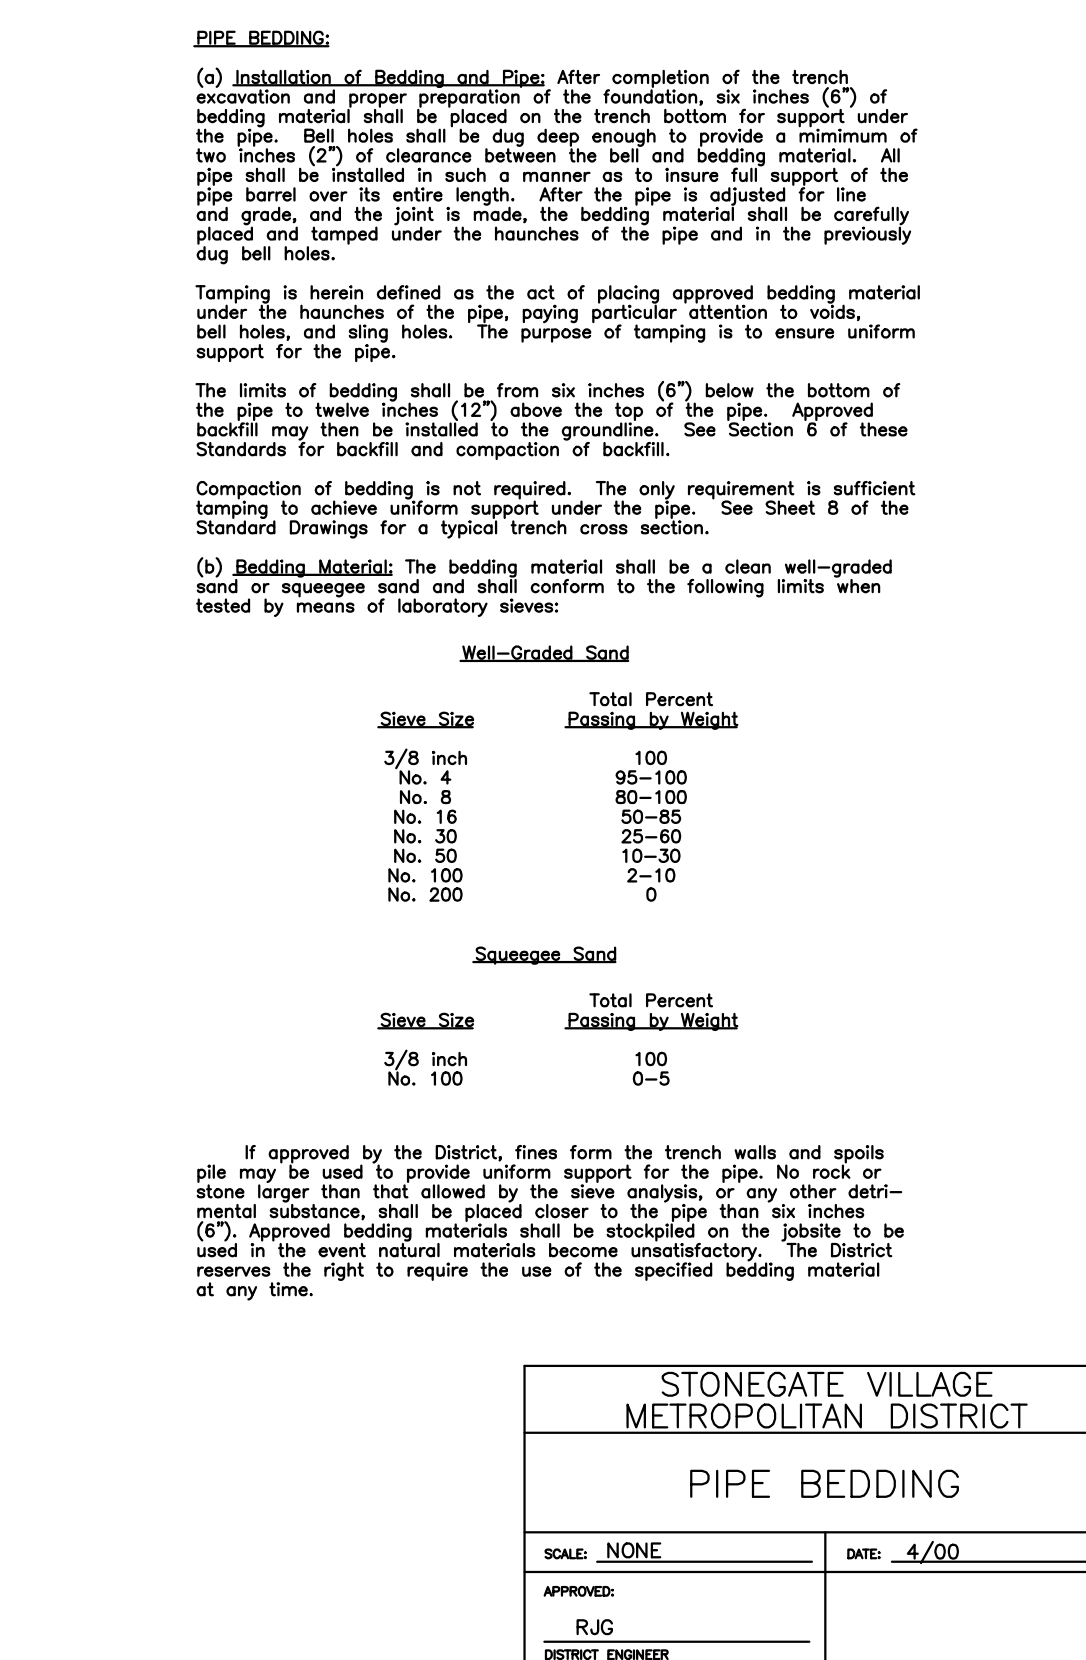 PIPE BEDDING:
(a) Installation of Bedding and Pipe: After completion of the trench
excavation and proper preparation of the foundation, six inches (6") of
bedding material shall be placed on the trench bottom for support under
the pipe. Bell holes shall be dug deep enough to provide a mimimum of
two inches (2") of clearance between the bell and bedding material. All
pipe shall be installed in such a manner as to insure full support of the
pipe barrel over its entire length. After the pipe is adjusted for line
and grade, and the joint is made, the bedding material shall be carefully
placed and tamped under the haunches of the pipe and in the previously
dug bell holes.
Tamping is herein defined as the act of placing approved bedding material
under the haunches of the pipe, paying particular attention to voids,
bell holes, and sling holes. The purpose of tamping is to ensure uniform
support for the pipe.
The limits of bedding shall be from six inches (6") below the bottom of
the pipe to twelve inches (12") above the top of the pipe. Approved
backfill may then be installed to the groundline. See Section 6 of these
Standards for backfill and compaction of backfill.
Compaction of bedding is not required. The only requirement is sufficient
tamping to achieve uniform support under the pipe. See Sheet 8 of the
Standard Drawings for a typical trench cross section.
(b) Bedding Material: The bedding material shall be a clean well-graded
sand or squeegee sand and shall conform to the following limits when
tested by means of laboratory sieves:
Well-Graded Sand
Total Percent
Sieve Size Passing by Weight
3/8 inch 100
No. 4 95-100
No. 8 80-100
No. 16 50-85
No. 30 25-60
No. 50 10-30
No. 100 2-10
No. 200 0
Squeegee Sand
Total Percent
Sieve Size Passing by Weight
3/8 inch 100
No. 100 0-5
If approved by the District, fines form the trench walls and spoils
pile may be used to provide uniform support for the pipe. No rock or
stone larger than that allowed by the sieve analysis, or any other detri-
mental substance, shall be placed closer to the pipe than six inches
(6"). Approved bedding materials shall be stockpiled on the jobsite to be
used in the event natural materials become unsatisfactory. The District
reserves the right to require the use of the specified bedding material
at any time.
STONEGATE VILLAGE
METROPOLITAN DISTRICT
PIPE BEDDING
SCALE: NONE DATE: 4/00
APPROVED:
RJG
DISTRICT ENGINEER